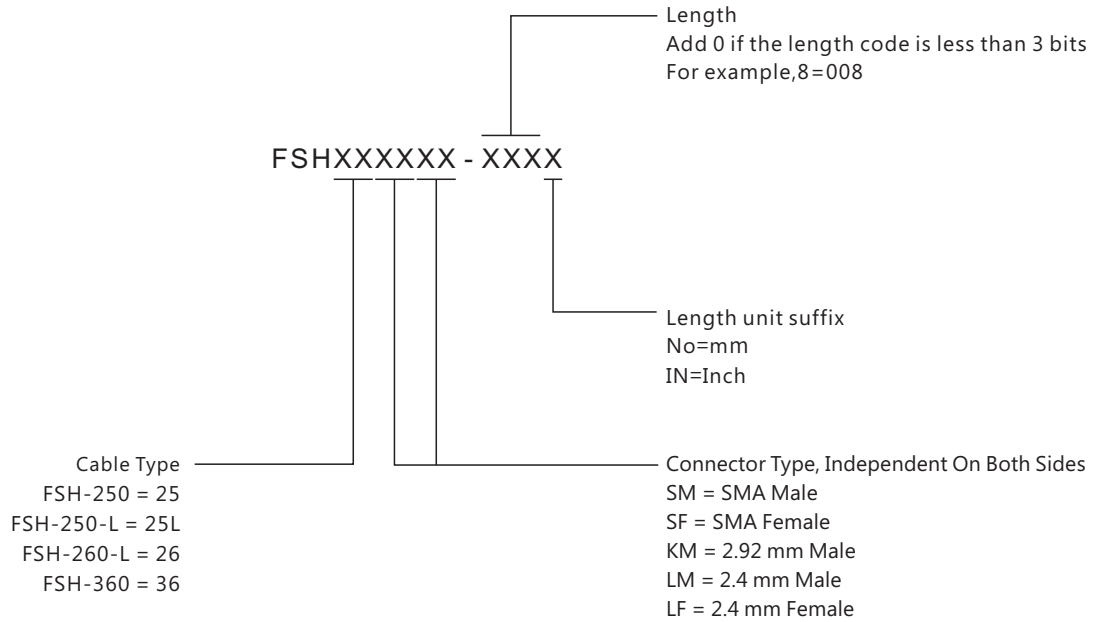 Length
Add 0 if the length code is less than 3 bits
For example,8=008
FSHXXXXXX - XXXX
Length unit suffix
No=mm
IN=Inch
Cable Type
FSH-250 = 25
FSH-250-L = 25L
FSH-260-L = 26
FSH-360 = 36
Connector Type, Independent On Both Sides
SM = SMA Male
SF = SMA Female
KM = 2.92 mm Male
LM = 2.4 mm Male
LF = 2.4 mm Female